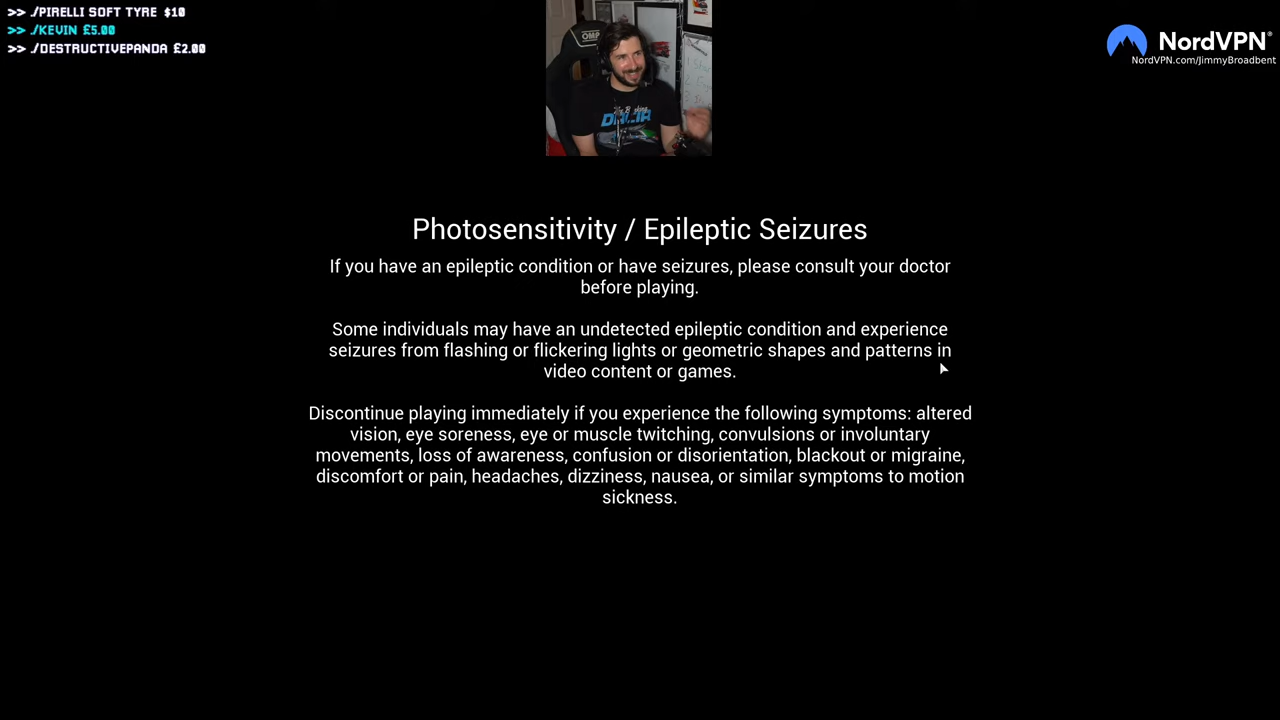 >> ./PIRELLI SOFT TYRE $10
>> ./KEVIN £5.00
>> ./DESTRUCTIVEPANDA £2.00
OMP
NordVPN®
NordVPN.com/JimmyBroadbent
Photosensitivity / Epileptic Seizures
If you have an epileptic condition or have seizures, please consult your doctor
before playing.
Some individuals may have an undetected epileptic condition and experience
seizures from flashing or flickering lights or geometric shapes and patterns in
video content or games.
Discontinue playing immediately if you experience the following symptoms: altered
vision, eye soreness, eye or muscle twitching, convulsions or involuntary
movements, loss of awareness, confusion or disorientation, blackout or migraine,
discomfort or pain, headaches, dizziness, nausea, or similar symptoms to motion
sickness.